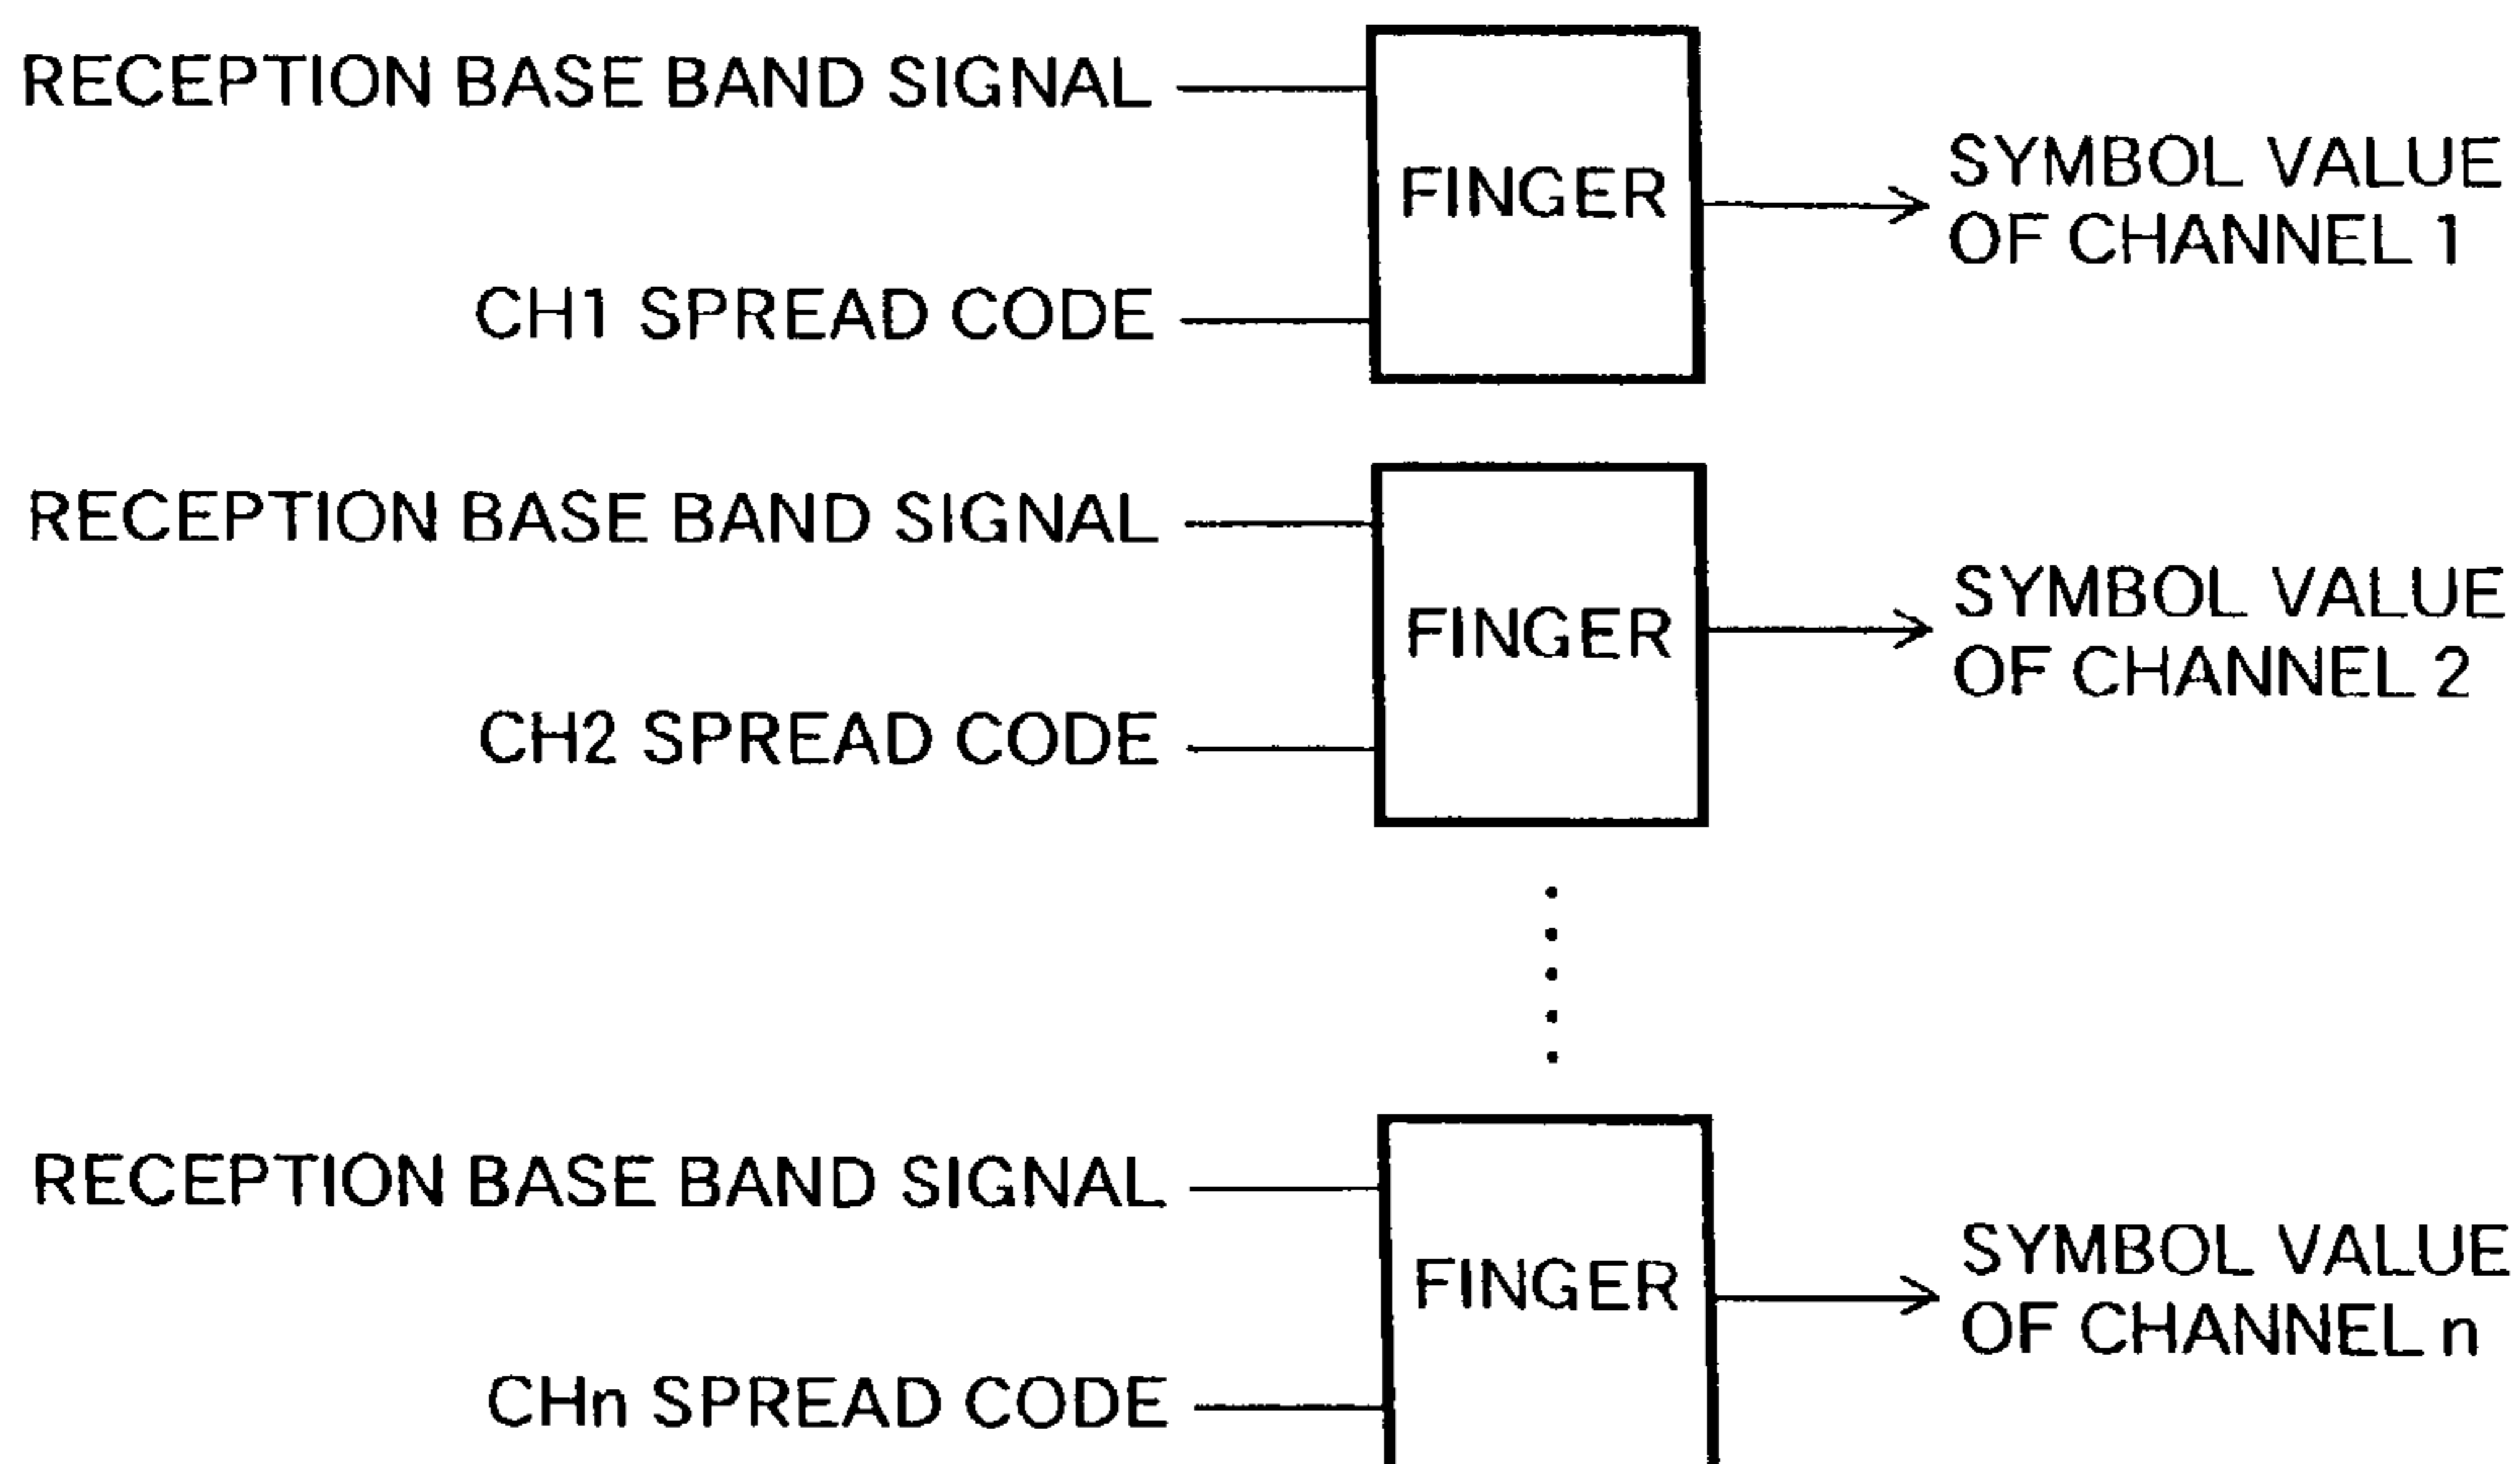 RECEPTION BASE BAND SIGNAL
FINGER
SYMBOL VALUE
OF CHANNEL 1
CH1 SPREAD CODE
RECEPTION BASE BAND SIGNAL
FINGER
SYMBOL VALUE
OF CHANNEL 2
CH2 SPREAD CODE
RECEPTION BASE BAND SIGNAL
FINGER
SYMBOL VALUE
OF CHANNEL n
CHn SPREAD CODE